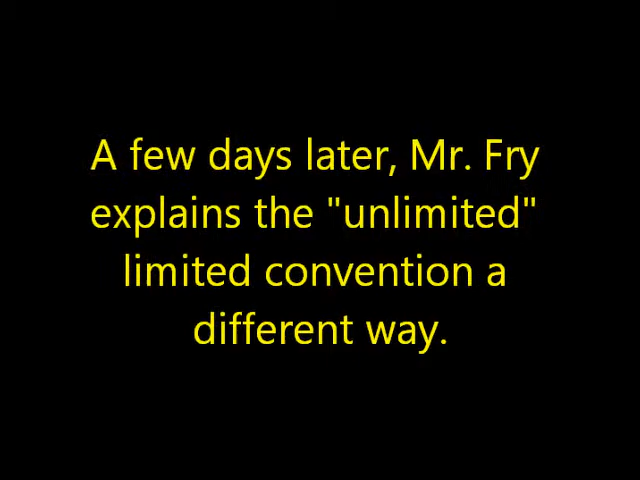 A few days later, Mr. Fry
explains the "unlimited"
limited convention a
different way.